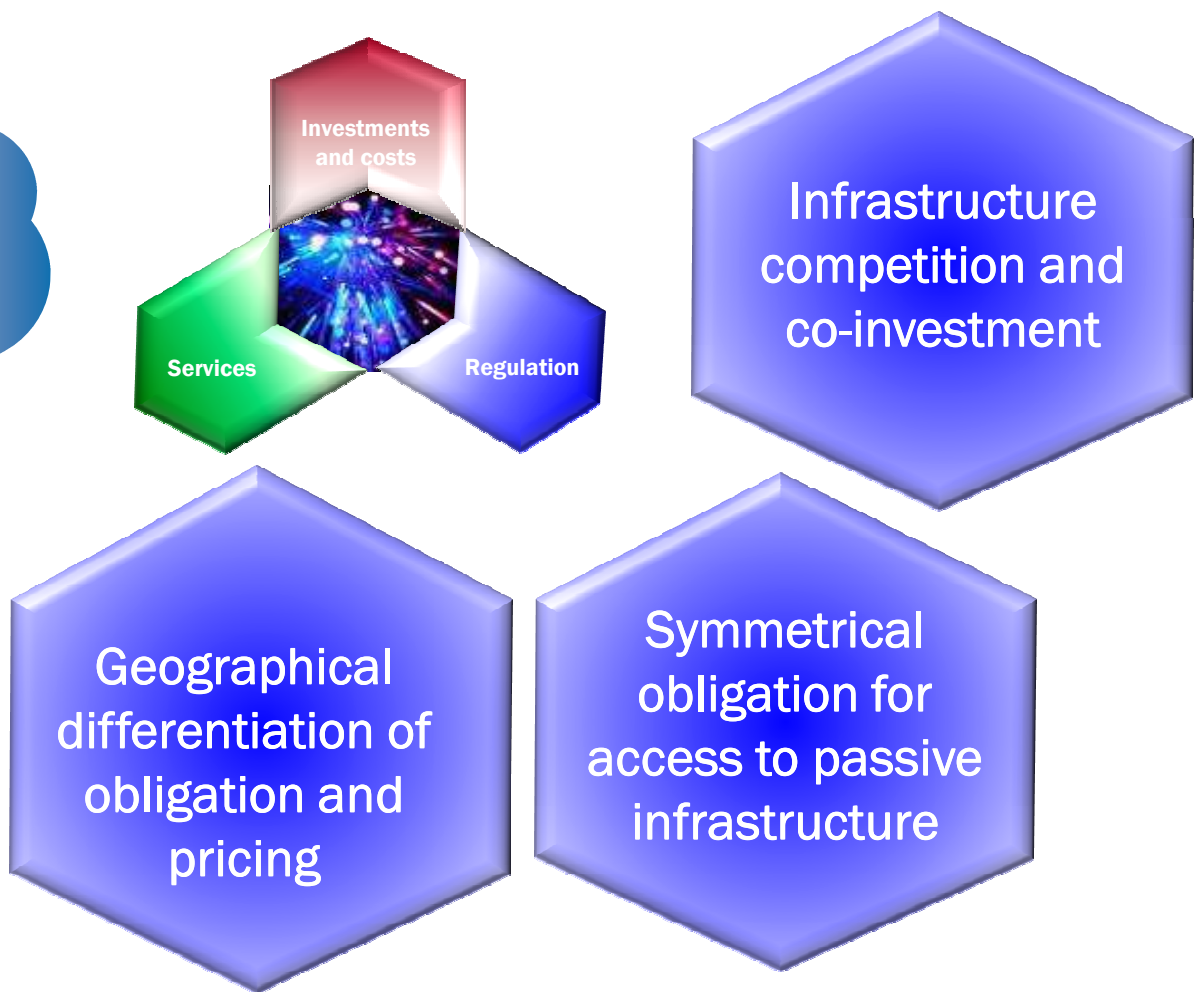 Investments
and costs
Services
Regulation
Infrastructure
competition and
co-investment
Geographical
differentiation of
obligation and
pricing
Symmetrical
obligation for
access to passive
infrastructure